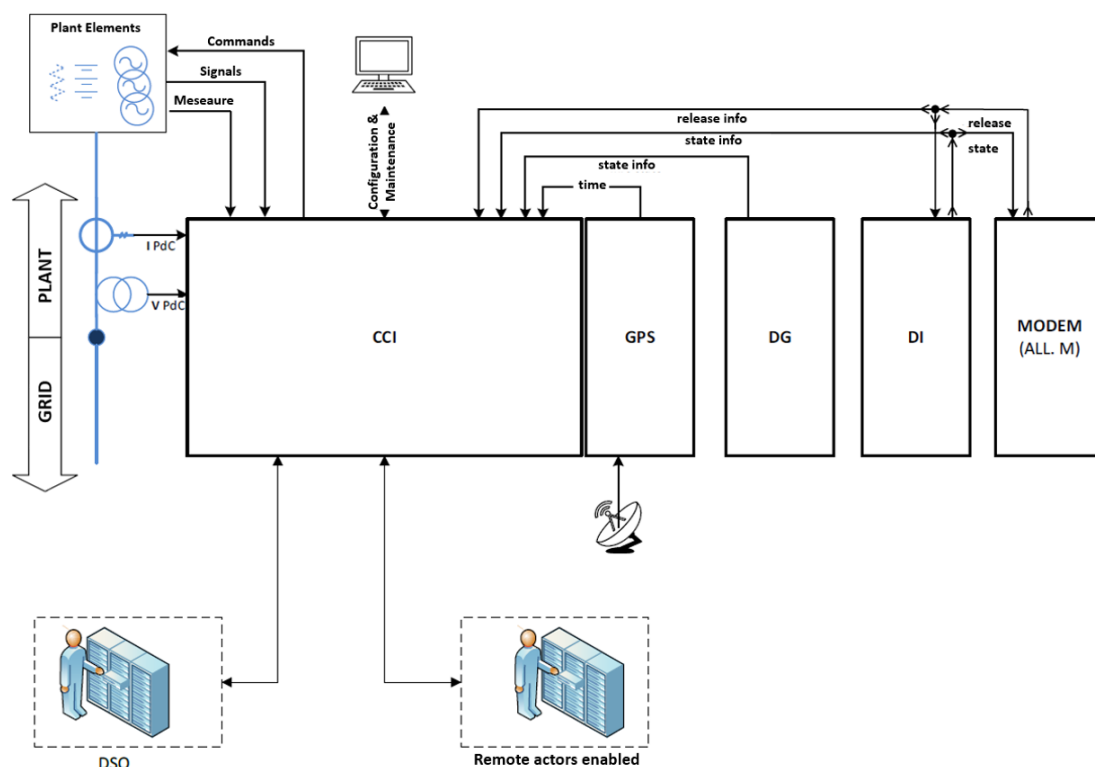 Plant Elements
Commands
Signals
Meseaure
Configuration &
Maintenance
release info
release
state info
state
state info
time
I PdC
V PdC
PLANT
GRID
CCI
GPS
DG
DI
MODEM
(ALL. M)
DSO
Remote actors enabled